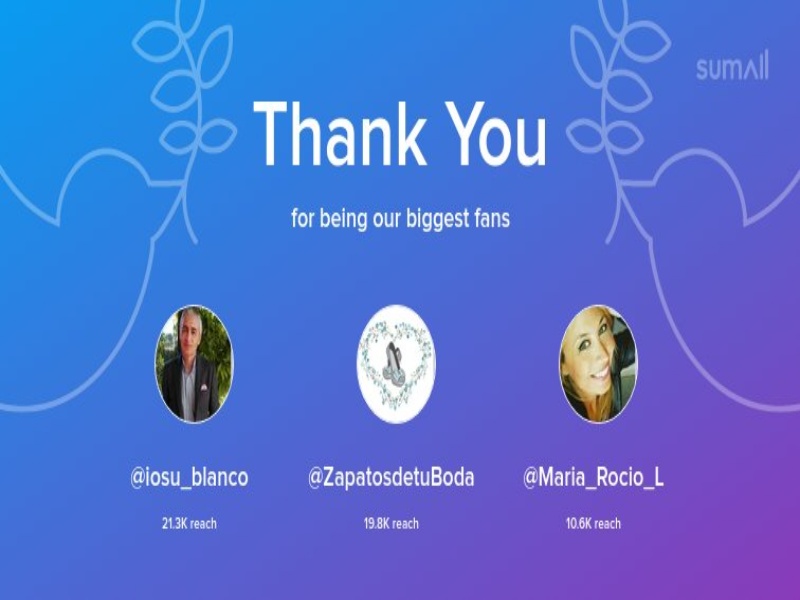 sumall
Thank You
for being our biggest fans
@iosu_blanco @ZapatosdetuBoda @Maria_Rocio_L
21.3K reach 19.8K reach 10.6K reach